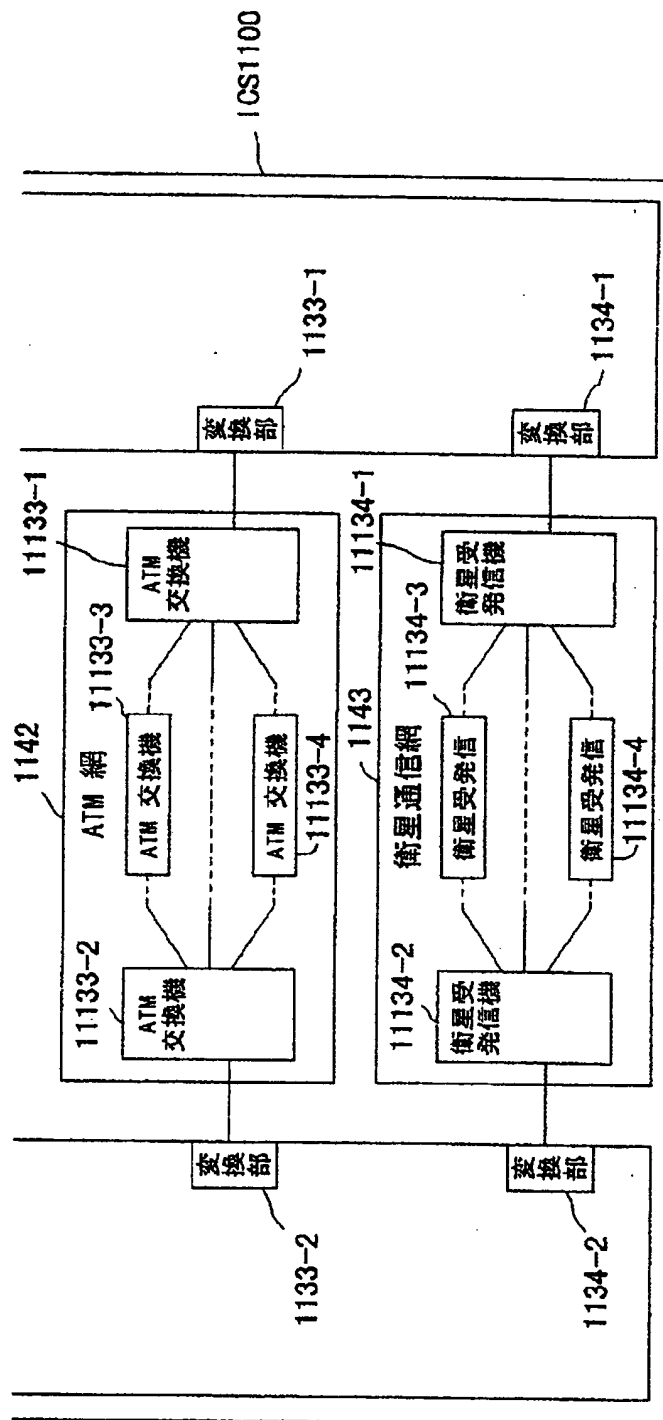 ICS1100
1133-1
変換部
1134-1
変換部
1142
ATM 網
11133-1
ATM
交換機
11133-3
ATM 交換機
ATM 交換機
11133-4
11133-2
ATM
交換機
1143
衛星通信網
11134-1
衛星受
発信機
11134-3
衛星受発信
衛星受発信
11134-4
11134-2
衛星受
発信機
変換部
1133-2
変換部
1134-2